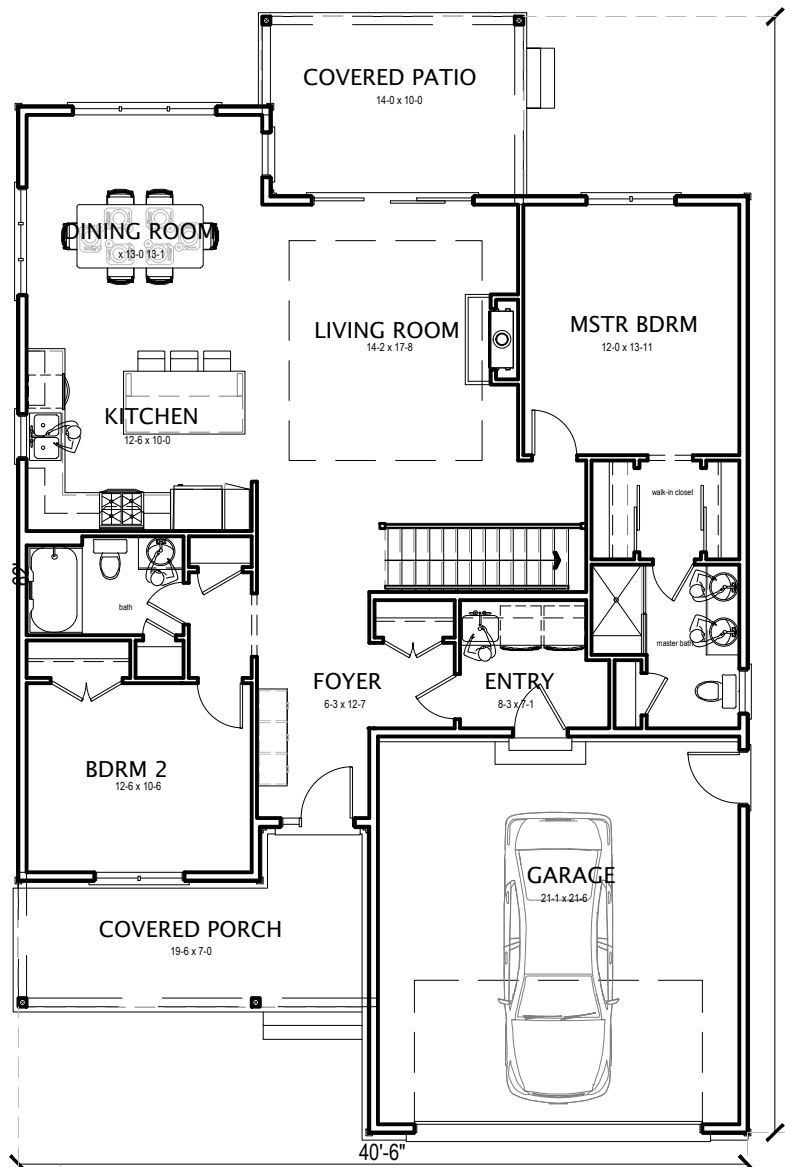 COVERED PATIO
14-0 x 10-0
DINING ROOM
x 13-0 13-1
LIVING ROOM
14-2 x 17-8
MSTR BDRM
12-0 x 13-11
KITCHEN
12-6 x 10-0
walk-in closet
62'
bath
master bath
FOYER
6-3 x 12-7
ENTRY
8-3 x 7-1
BDRM 2
12-6 x 10-6
GARAGE
21-1 x 21-6
COVERED PORCH
19-6 x 7-0
40'-6"